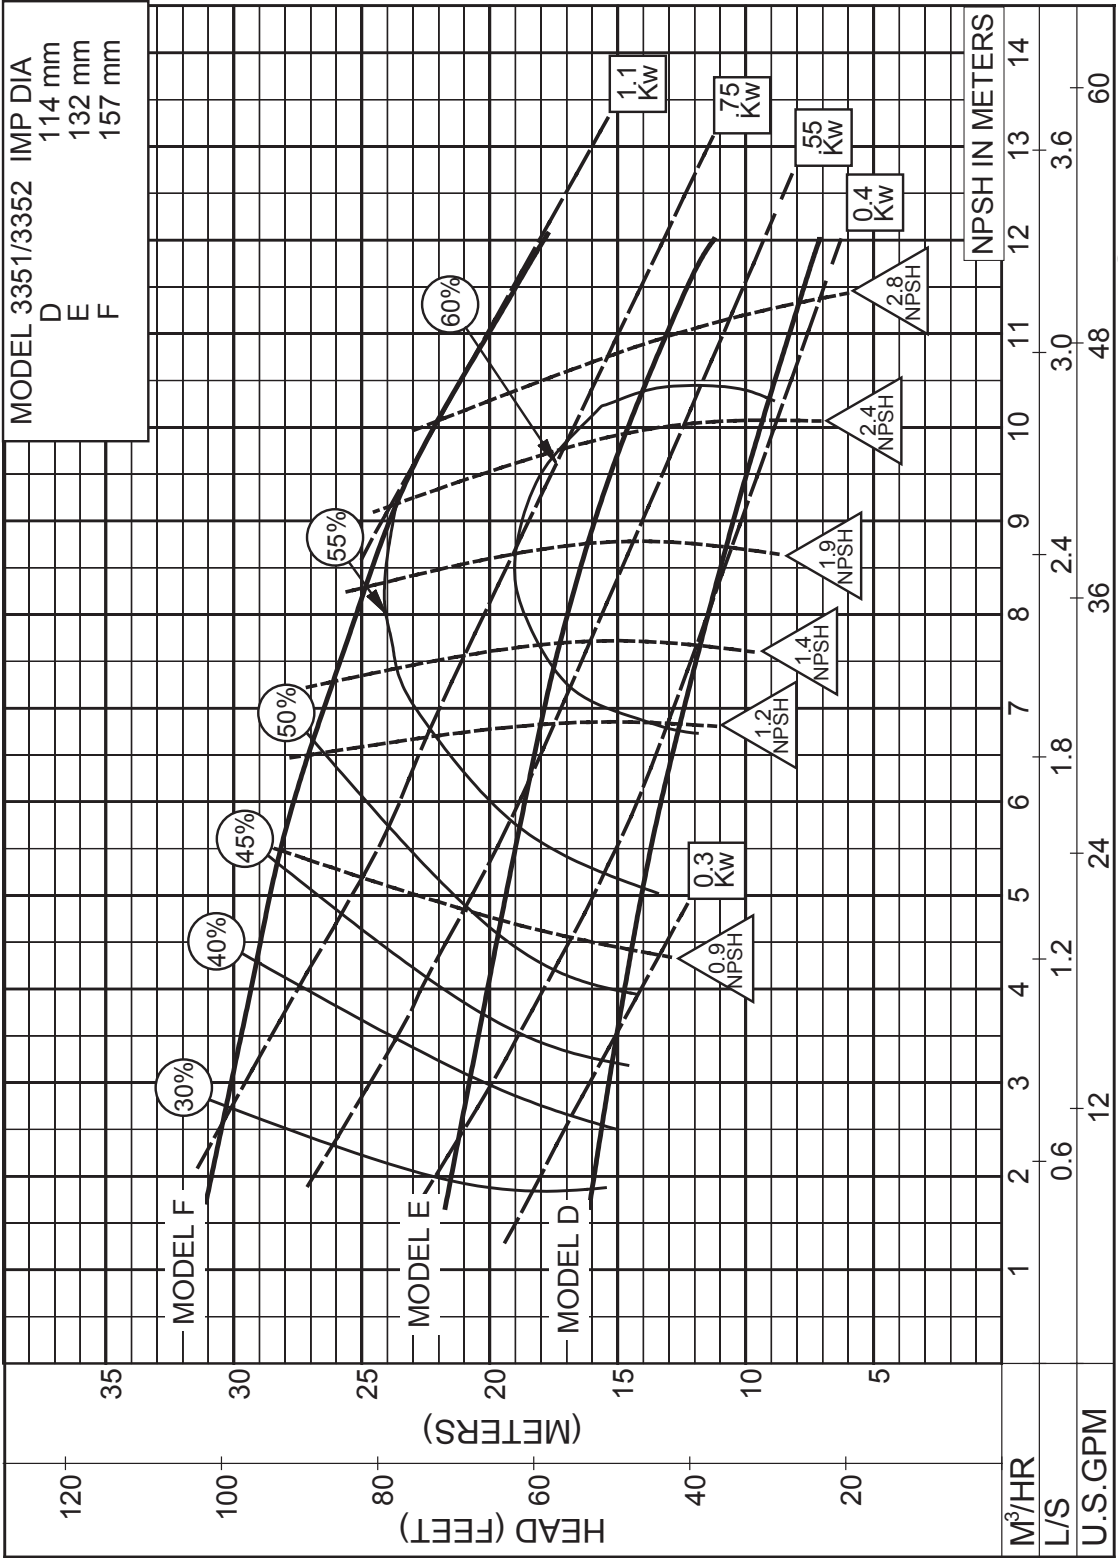 MODEL 3351/3352 IMP DIA
D 114 mm
E 132 mm
F 157 mm
30%
40%
45%
50%
55%
60%
MODEL F
MODEL E
MODEL D
1.1
Kw
.75
Kw
.55
Kw
0.4
Kw
0.3
Kw
0.9
NPSH
1.2
NPSH
1.4
NPSH
1.9
NPSH
2.4
NPSH
2.8
NPSH
NPSH IN METERS
HEAD (FEET)
120
100
80
60
40
20
(METERS)
35
30
25
20
15
10
5
M³/HR 1 2 3 4 5 6 7 8 9 10 11 12 13 14
L/S 0.6 1.2 1.8 2.4 3.0 3.6
U.S.GPM 12 24 36 48 60